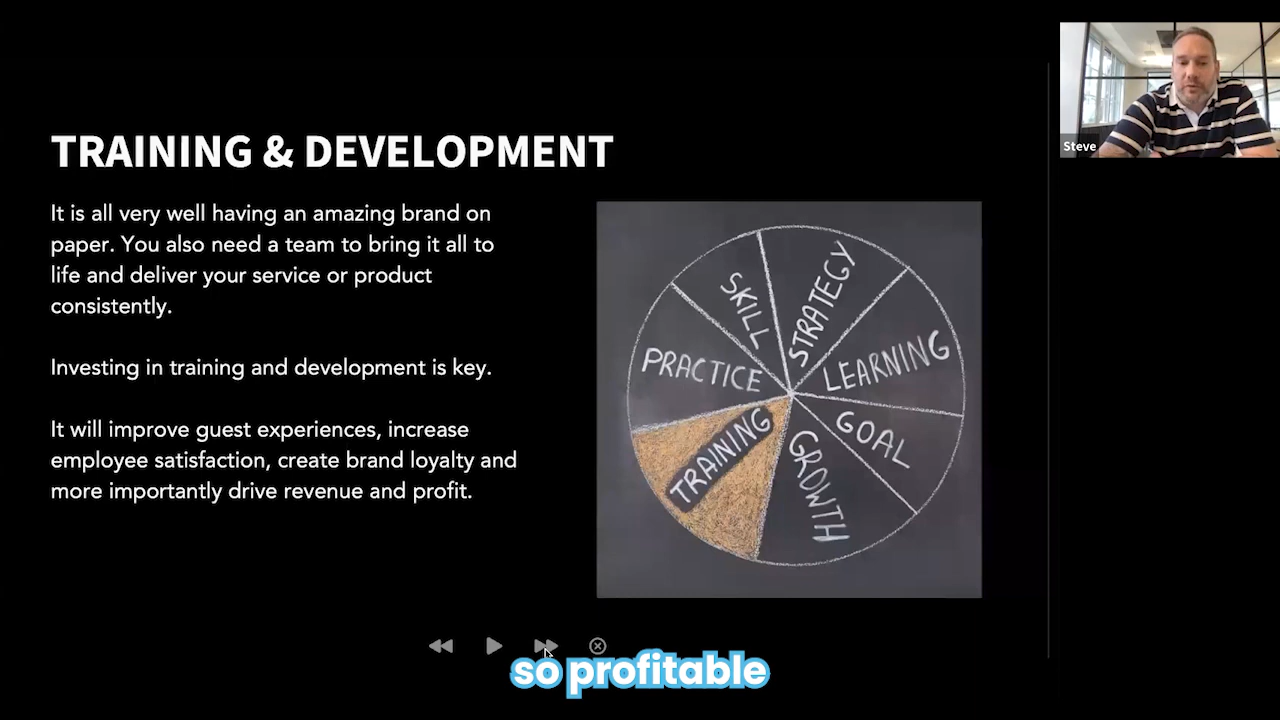 TRAINING & DEVELOPMENT
It is all very well having an amazing brand on
paper. You also need a team to bring it all to
life and deliver your service or product
consistently.
Investing in training and development is key.
It will improve guest experiences, increase
employee satisfaction, create brand loyalty and
more importantly drive revenue and profit.
SKILL
STRATEGY
PRACTICE
LEARNING
TRAINING
GOAL
GROWTH
Steve
so profitable